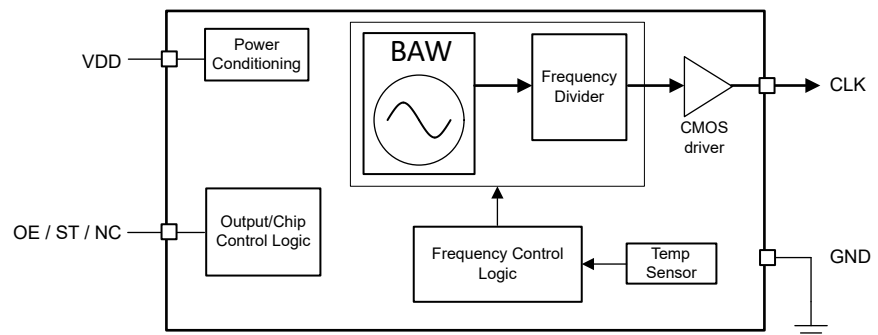 VDD
Power
Conditioning
BAW
Frequency
Divider
CMOS
driver
CLK
OE / ST / NC
Output/Chip
Control Logic
Frequency Control
Logic
Temp
Sensor
GND